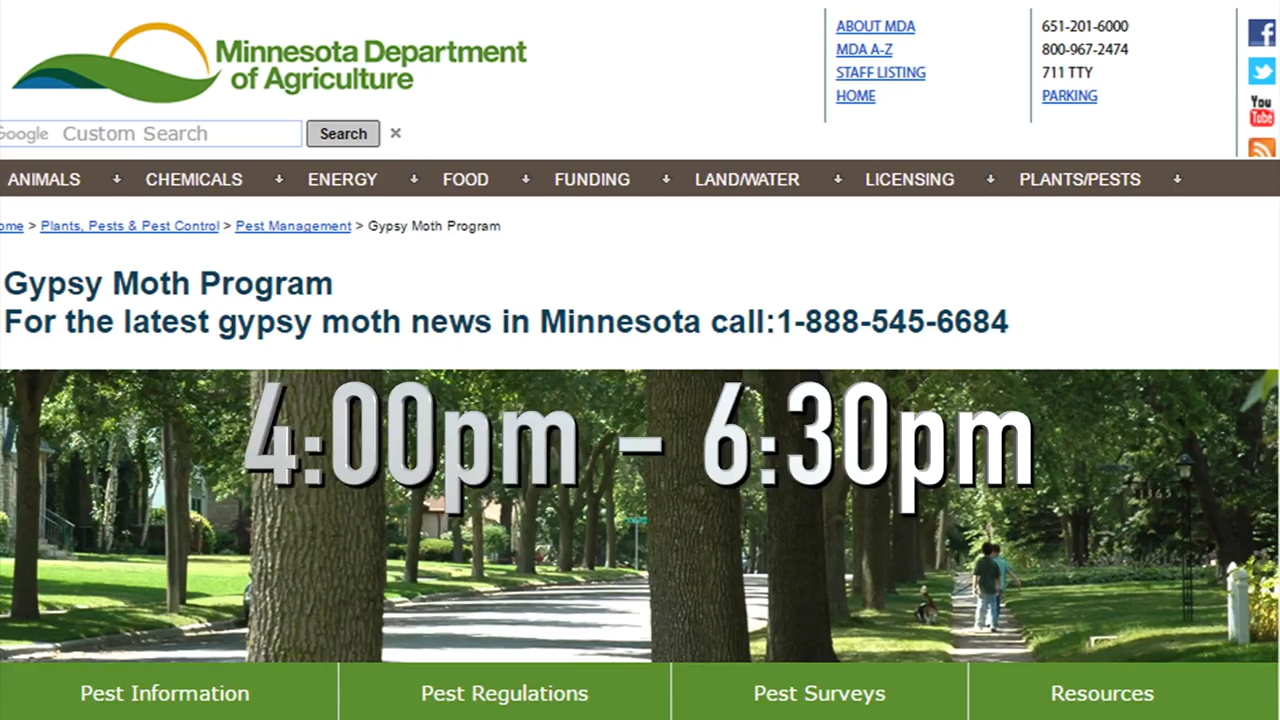 Minnesota Department
of Agriculture
ABOUT MDA
MDA A-Z
STAFF LISTING
HOME
651-201-6000
800-967-2474
711 TTY
PARKING
You
Tube
Google Custom Search
Search
×
ANIMALS CHEMICALS ENERGY FOOD FUNDING LAND/WATER LICENSING PLANTS/PESTS
ome > Plants, Pests & Pest Control > Pest Management > Gypsy Moth Program
Gypsy Moth Program
For the latest gypsy moth news in Minnesota call:1-888-545-6684
4:00pm - 6:30pm
Pest Information Pest Regulations Pest Surveys Resources